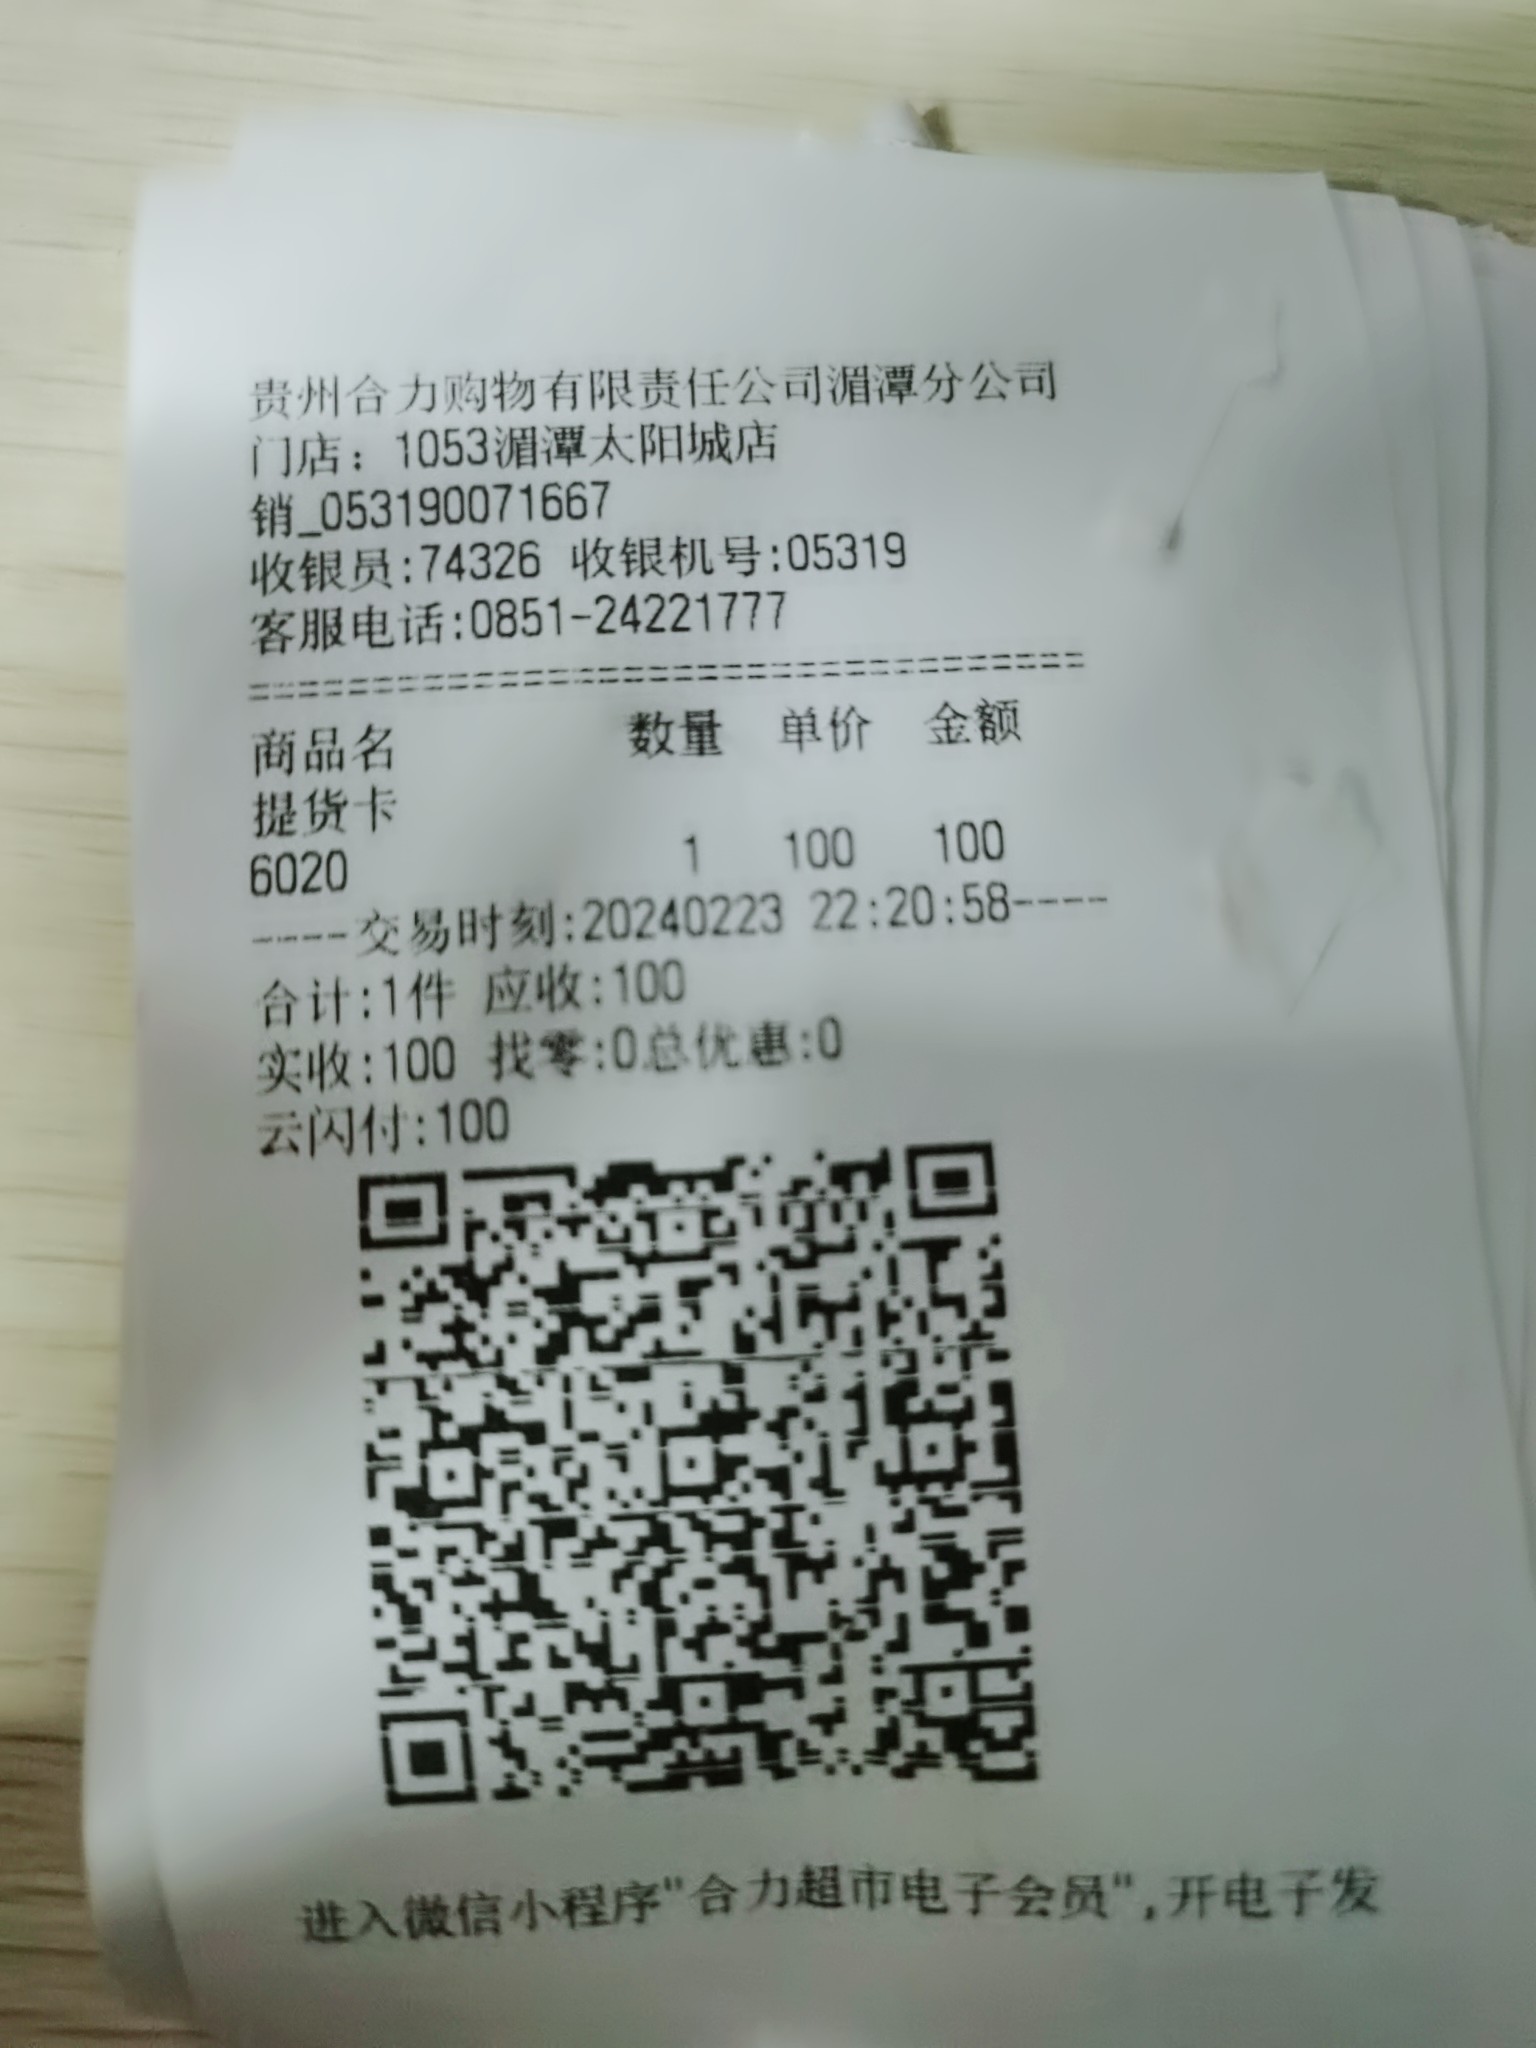 贵州合力购物有限责任公司湄潭分公司
门店：1053湄潭太阳城店
销_053190071667
收银员:74326 收银机号:05319
客服电话:0851-24221777
==================================
商品名 数量 单价 金额
提货卡
6020 1 100 100
----交易时刻:20240223 22:20:58----
合计:1件 应收:100
实收:100 找零:0总优惠:0
云闪付:100
进入微信小程序"合力超市电子会员",开电子发